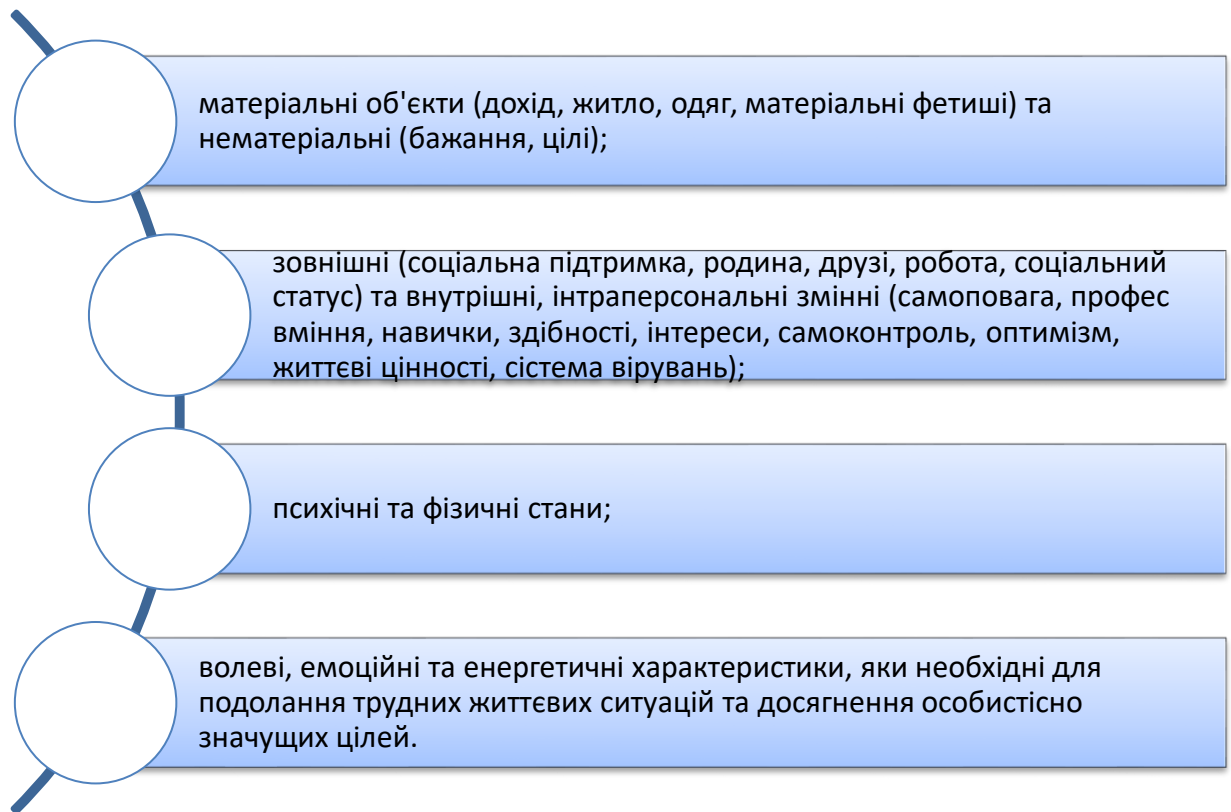 матеріальні об'єкти (дохід, житло, одяг, матеріальні фетиші) та
нематеріальні (бажання, цілі);
зовнішні (соціальна підтримка, родина, друзі, робота, соціальний
статус) та внутрішні, інтраперсональні змінні (самоповага, профес
вміння, навички, здібності, інтереси, самоконтроль, оптимізм,
життєві цінності, сістема вірувань);
психічні та фізичні стани;
волеві, емоційні та енергетичні характеристики, яки необхідні для
подолання трудних життєвих ситуацій та досягнення особистісно
значущих цілей.